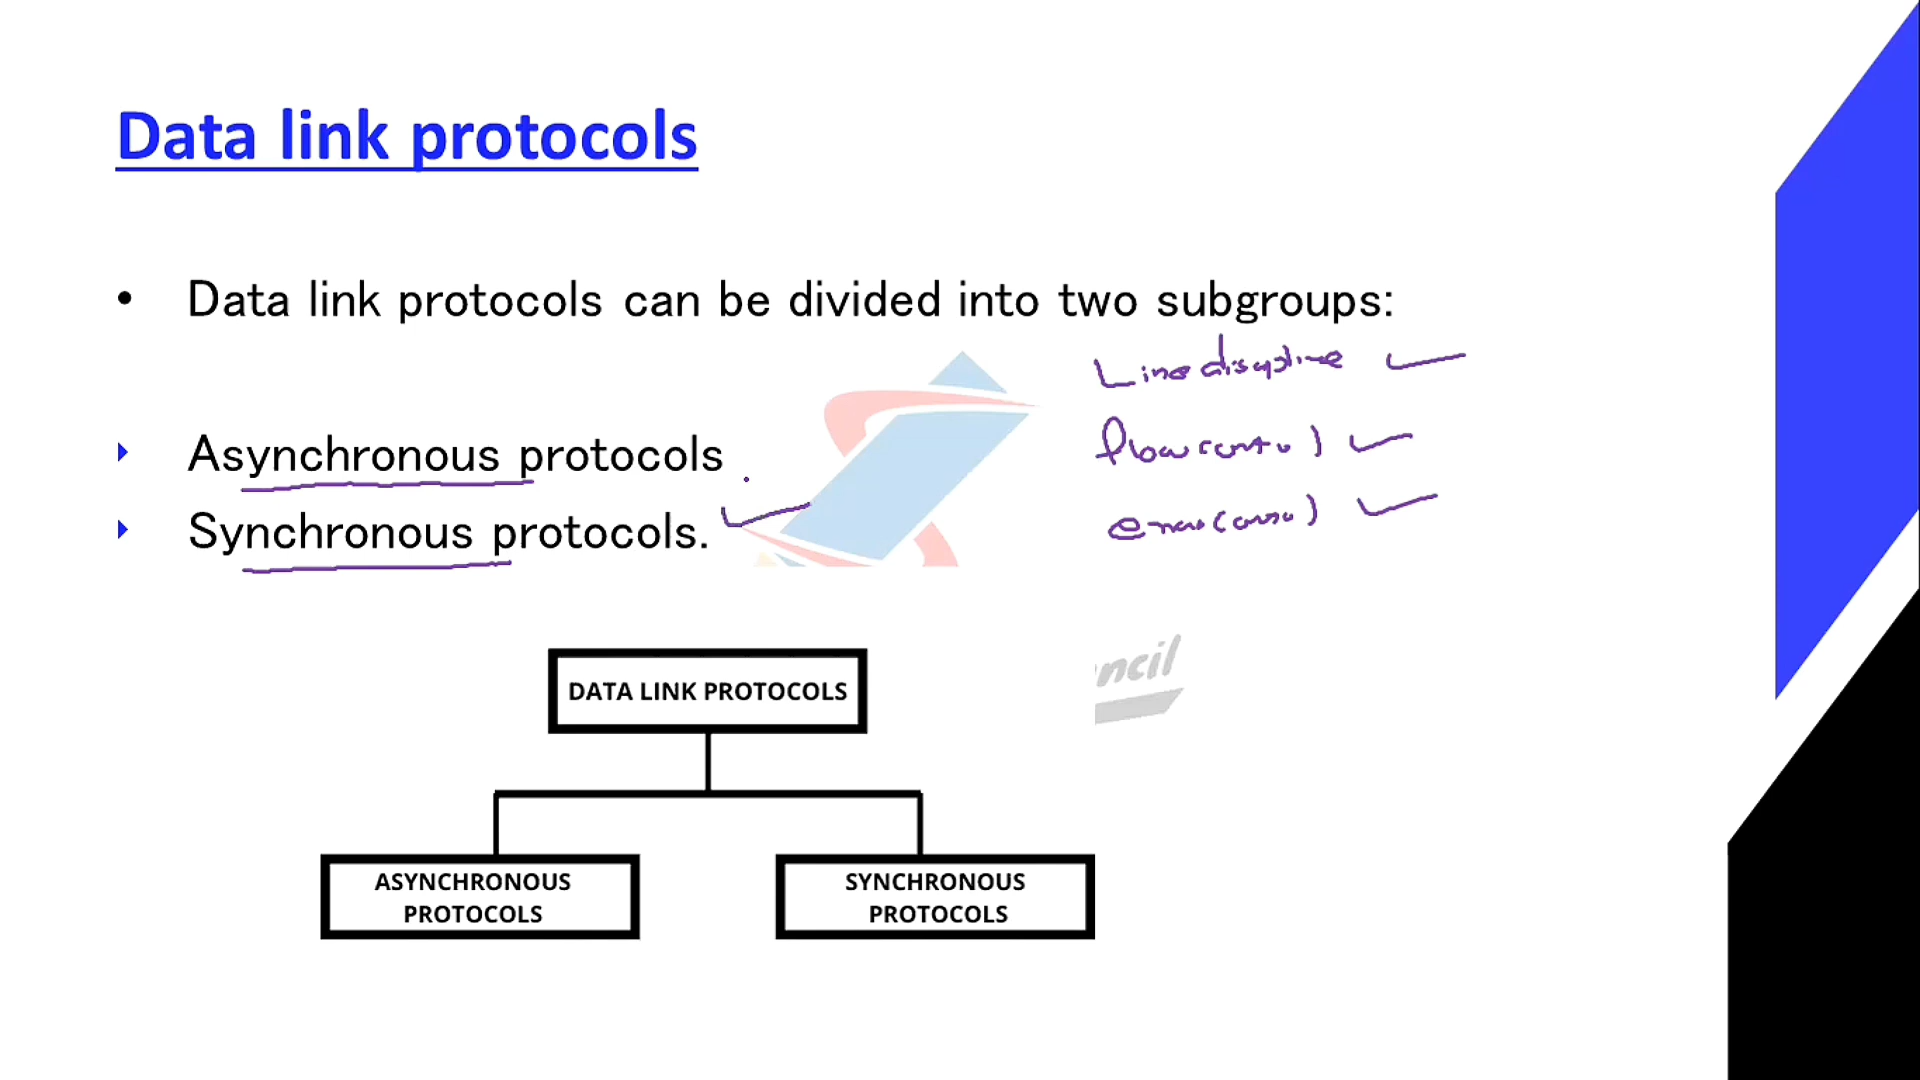 Data link protocols
• Data link protocols can be divided into two subgroups:
Line discipline
flow control
Asynchronous protocols
error control
Synchronous protocols.
ncil
DATA LINK PROTOCOLS
ASYNCHRONOUS
PROTOCOLS
SYNCHRONOUS
PROTOCOLS